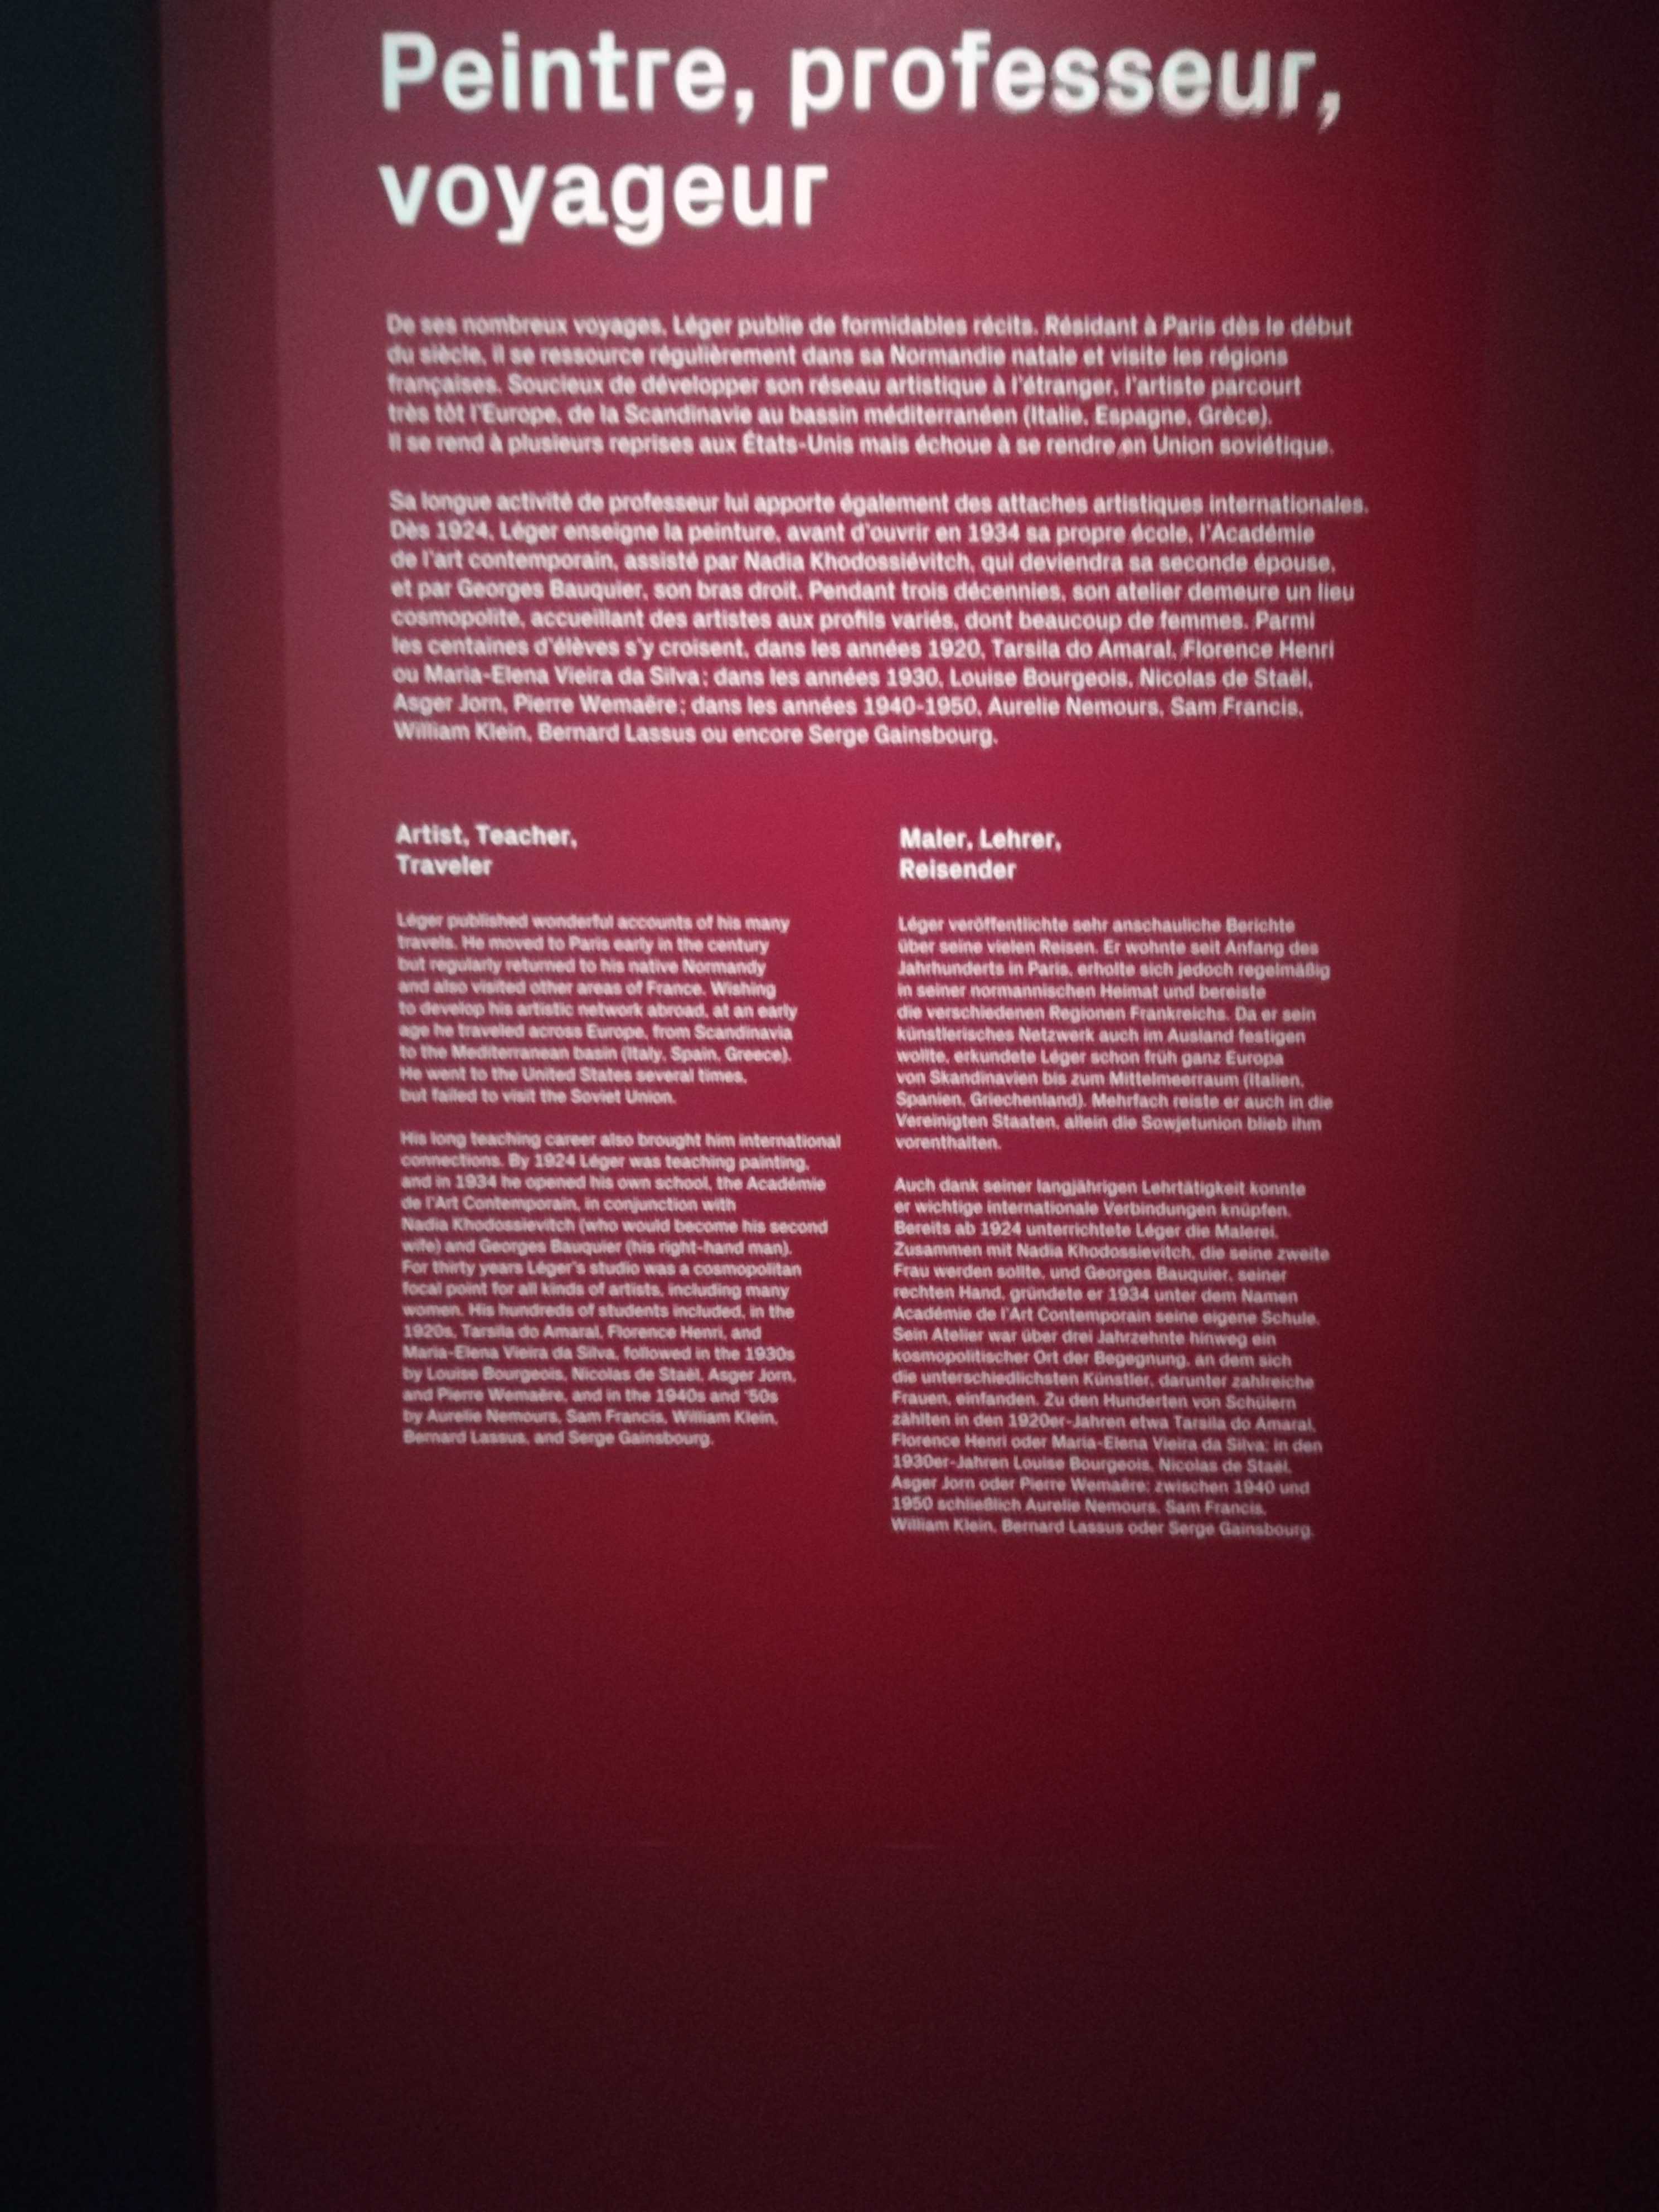 Peintre, professeur,
voyageur
De ses nombreux voyages, Léger publie de formidables récits. Résidant à Paris dès le début
du siècle, il se ressource régulièrement dans sa Normandie natale et visite les régions
françaises. Soucieux de développer son réseau artistique à l'étranger, l'artiste parcourt
très tôt l'Europe, de la Scandinavie au bassin méditerranéen (Italie, Espagne, Grèce).
Il se rend à plusieurs reprises aux États-Unis mais échoue à se rendre en Union soviétique.
Sa longue activité de professeur lui apporte également des attaches artistiques internationales.
Dès 1924, Léger enseigne la peinture, avant d'ouvrir en 1934 sa propre école, l'Académie
de l'art contemporain, assisté par Nadia Khodossiévitch, qui deviendra sa seconde épouse,
et par Georges Bauquier, son bras droit. Pendant trois décennies, son atelier demeure un lieu
cosmopolite, accueillant des artistes aux profils variés, dont beaucoup de femmes. Parmi
les centaines d'élèves s'y croisent, dans les années 1920, Tarsila do Amaral, Florence Henri
ou Maria-Elena Vieira da Silva ; dans les années 1930, Louise Bourgeois, Nicolas de Staël,
Asger Jorn, Pierre Wemaëre ; dans les années 1940-1950, Aurelie Nemours, Sam Francis,
William Klein, Bernard Lassus ou encore Serge Gainsbourg.
Artist, Teacher,
Traveler
Léger published wonderful accounts of his many
travels. He moved to Paris early in the century
but regularly returned to his native Normandy
and also visited other areas of France. Wishing
to develop his artistic network abroad, at an early
age he traveled across Europe, from Scandinavia
to the Mediterranean basin (Italy, Spain, Greece).
He went to the United States several times,
but failed to visit the Soviet Union.
His long teaching career also brought him international
connections. By 1924 Léger was teaching painting,
and in 1934 he opened his own school, the Académie
de l'Art Contemporain, in conjunction with
Nadia Khodossievitch (who would become his second
wife) and Georges Bauquier (his right-hand man).
For thirty years Léger's studio was a cosmopolitan
focal point for all kinds of artists, including many
women. His hundreds of students included, in the
1920s, Tarsila do Amaral, Florence Henri, and
Maria-Elena Vieira da Silva, followed in the 1930s
by Louise Bourgeois, Nicolas de Staël, Asger Jorn,
and Pierre Wemaëre, and in the 1940s and '50s
by Aurelie Nemours, Sam Francis, William Klein,
Bernard Lassus, and Serge Gainsbourg.
Maler, Lehrer,
Reisender
Léger veröffentlichte sehr anschauliche Berichte
über seine vielen Reisen. Er wohnte seit Anfang des
Jahrhunderts in Paris, erholte sich jedoch regelmäßig
in seiner normannischen Heimat und bereiste
die verschiedenen Regionen Frankreichs. Da er sein
künstlerisches Netzwerk auch im Ausland festigen
wollte, erkundete Léger schon früh ganz Europa
von Skandinavien bis zum Mittelmeerraum (Italien,
Spanien, Griechenland). Mehrfach reiste er auch in die
Vereinigten Staaten, allein die Sowjetunion blieb ihm
vorenthalten.
Auch dank seiner langjährigen Lehrtätigkeit konnte
er wichtige internationale Verbindungen knüpfen.
Bereits ab 1924 unterrichtete Léger die Malerei.
Zusammen mit Nadia Khodossievitch, die seine zweite
Frau werden sollte, und Georges Bauquier, seiner
rechten Hand, gründete er 1934 unter dem Namen
Académie de l'Art Contemporain seine eigene Schule.
Sein Atelier war über drei Jahrzehnte hinweg ein
kosmopolitischer Ort der Begegnung, an dem sich
die unterschiedlichsten Künstler, darunter zahlreiche
Frauen, einfanden. Zu den Hunderten von Schülern
zählten in den 1920er-Jahren etwa Tarsila do Amaral,
Florence Henri oder Maria-Elena Vieira da Silva; in den
1930er-Jahren Louise Bourgeois, Nicolas de Staël,
Asger Jorn oder Pierre Wemaëre; zwischen 1940 und
1950 schließlich Aurelie Nemours, Sam Francis,
William Klein, Bernard Lassus oder Serge Gainsbourg.